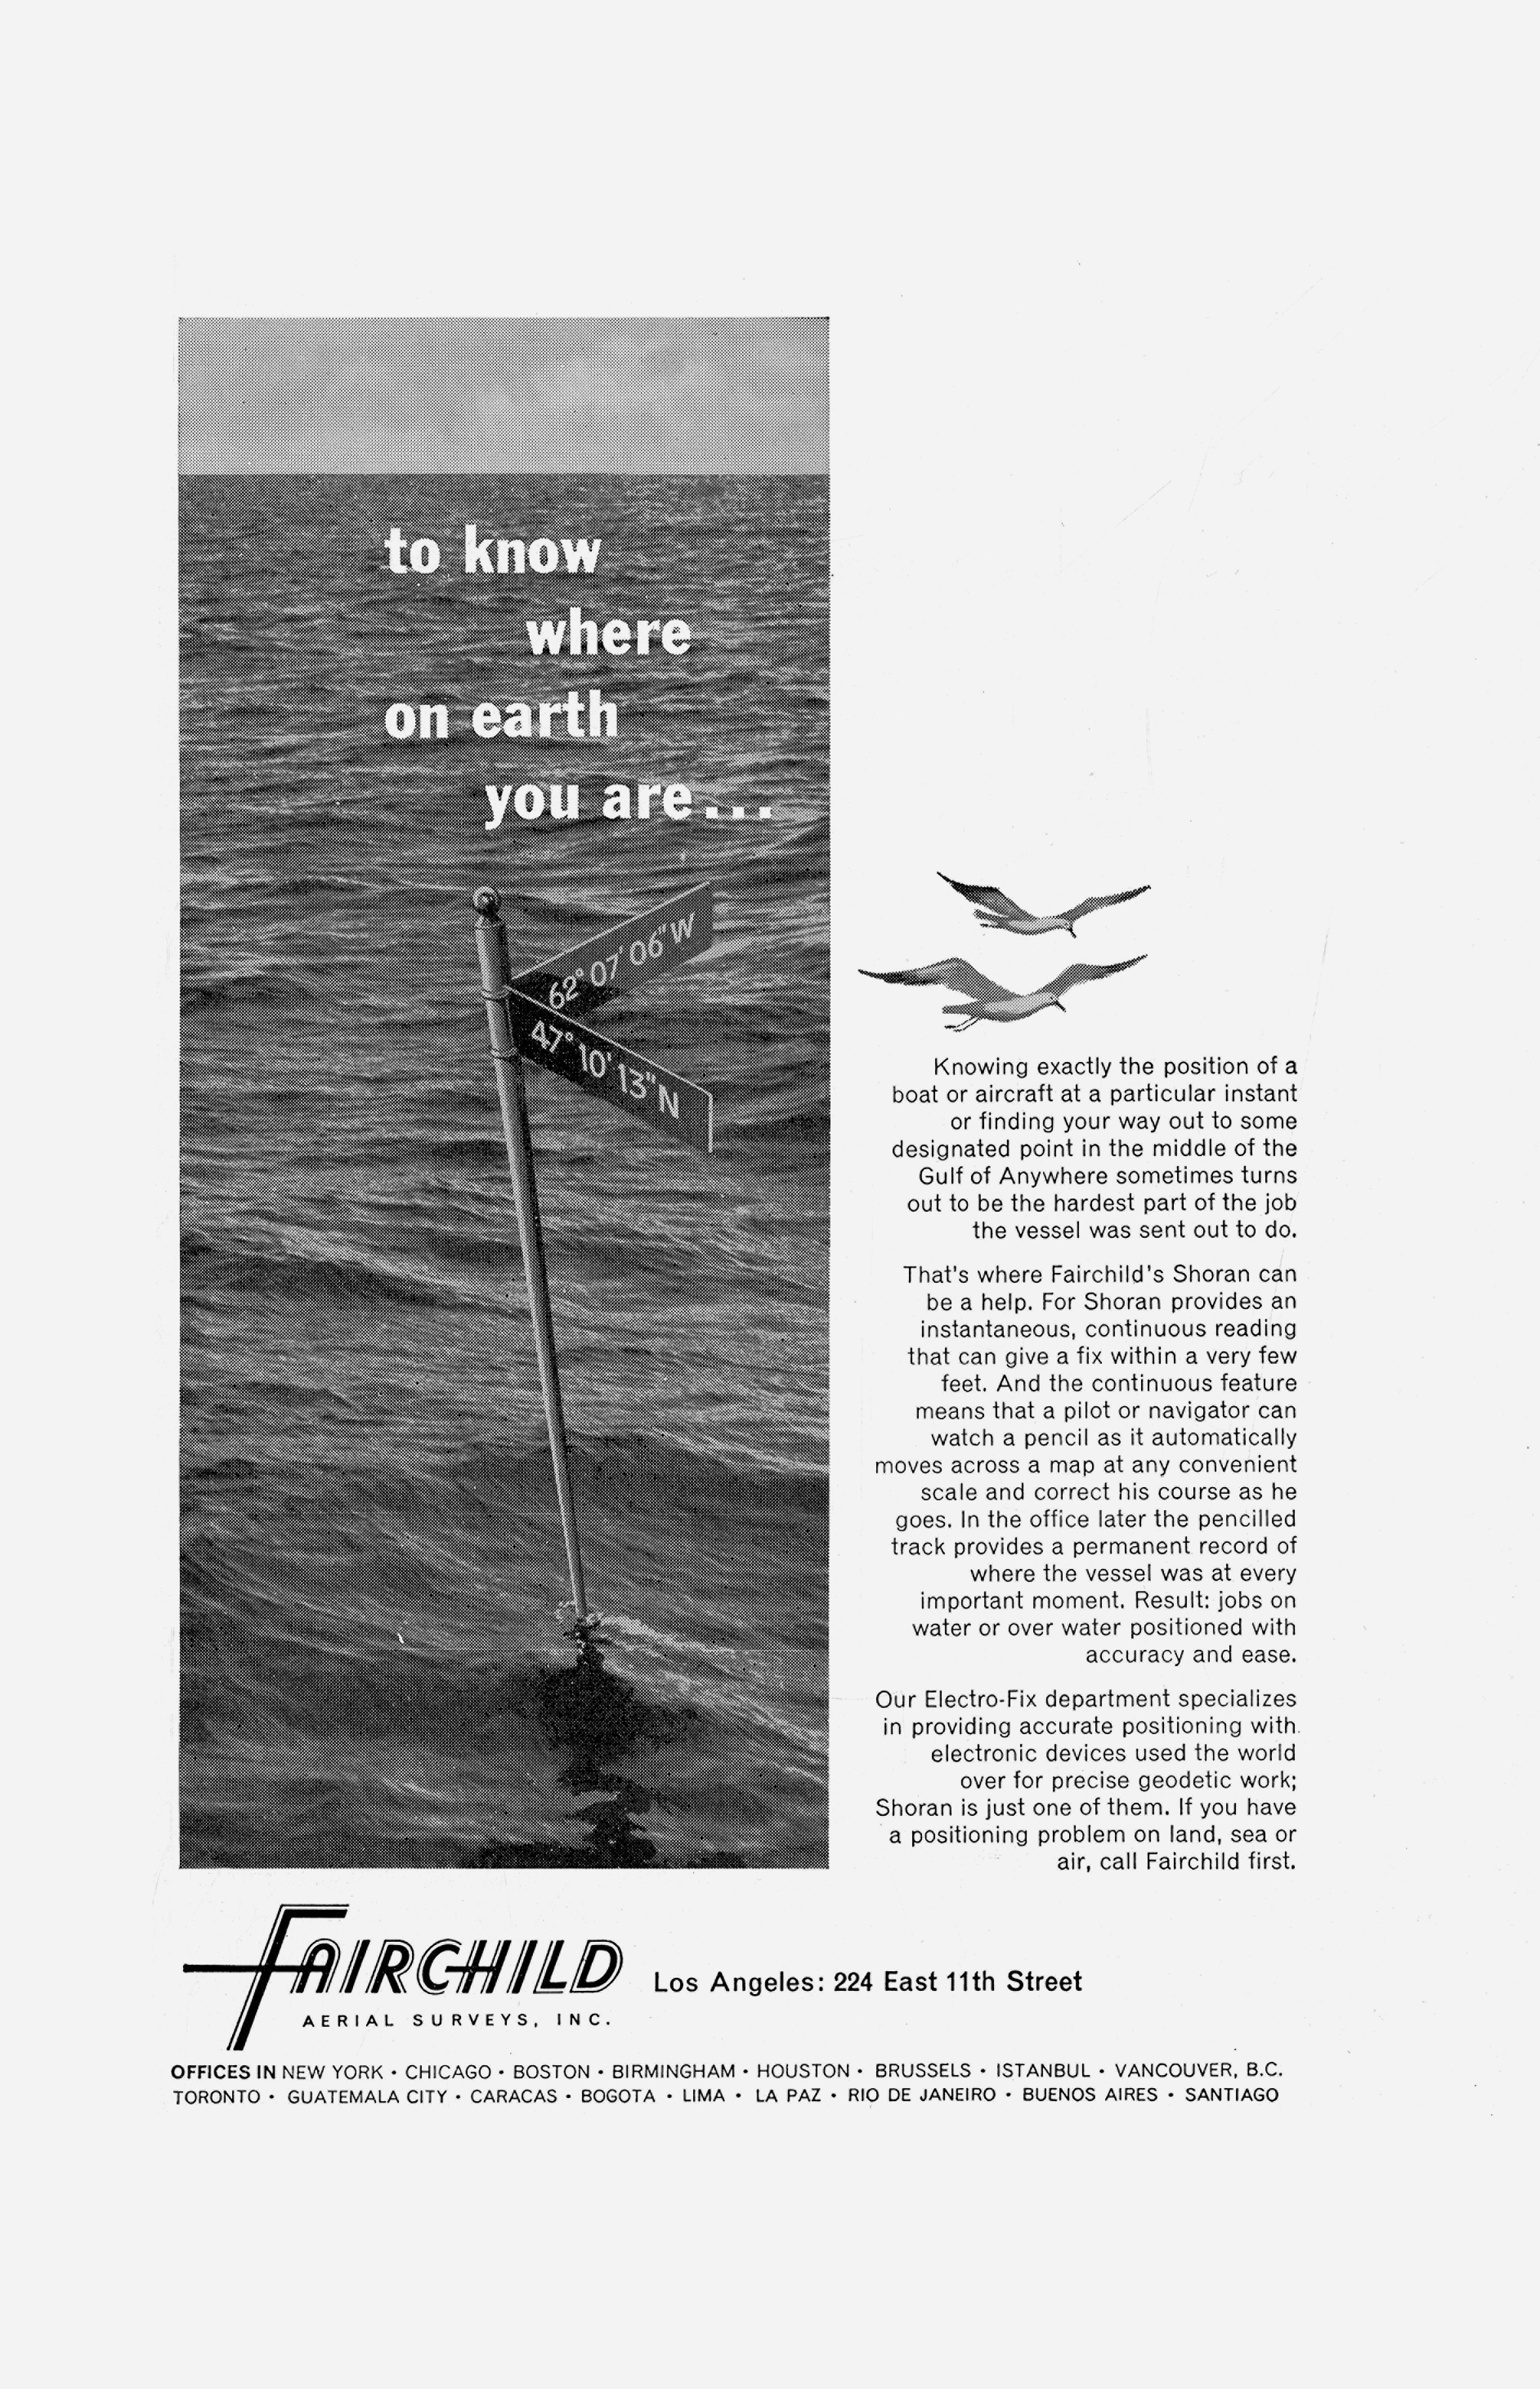 to know
where
on earth
you are...
62° 07' 06" W
47° 10' 13" N
Knowing exactly the position of a
boat or aircraft at a particular instant
or finding your way out to some
designated point in the middle of the
Gulf of Anywhere sometimes turns
out to be the hardest part of the job
the vessel was sent out to do.
That's where Fairchild's Shoran can
be a help. For Shoran provides an
instantaneous, continuous reading
that can give a fix within a very few
feet. And the continuous feature
means that a pilot or navigator can
watch a pencil as it automatically
moves across a map at any convenient
scale and correct his course as he
goes. In the office later the pencilled
track provides a permanent record of
where the vessel was at every
important moment. Result: jobs on
water or over water positioned with
accuracy and ease.
Our Electro-Fix department specializes
in providing accurate positioning with
electronic devices used the world
over for precise geodetic work;
Shoran is just one of them. If you have
a positioning problem on land, sea or
air, call Fairchild first.
FAIRCHILD
AERIAL SURVEYS, INC.
Los Angeles: 224 East 11th Street
OFFICES IN NEW YORK • CHICAGO • BOSTON • BIRMINGHAM • HOUSTON • BRUSSELS • ISTANBUL • VANCOUVER, B.C.
TORONTO • GUATEMALA CITY • CARACAS • BOGOTA • LIMA • LA PAZ • RIO DE JANEIRO • BUENOS AIRES • SANTIAGO